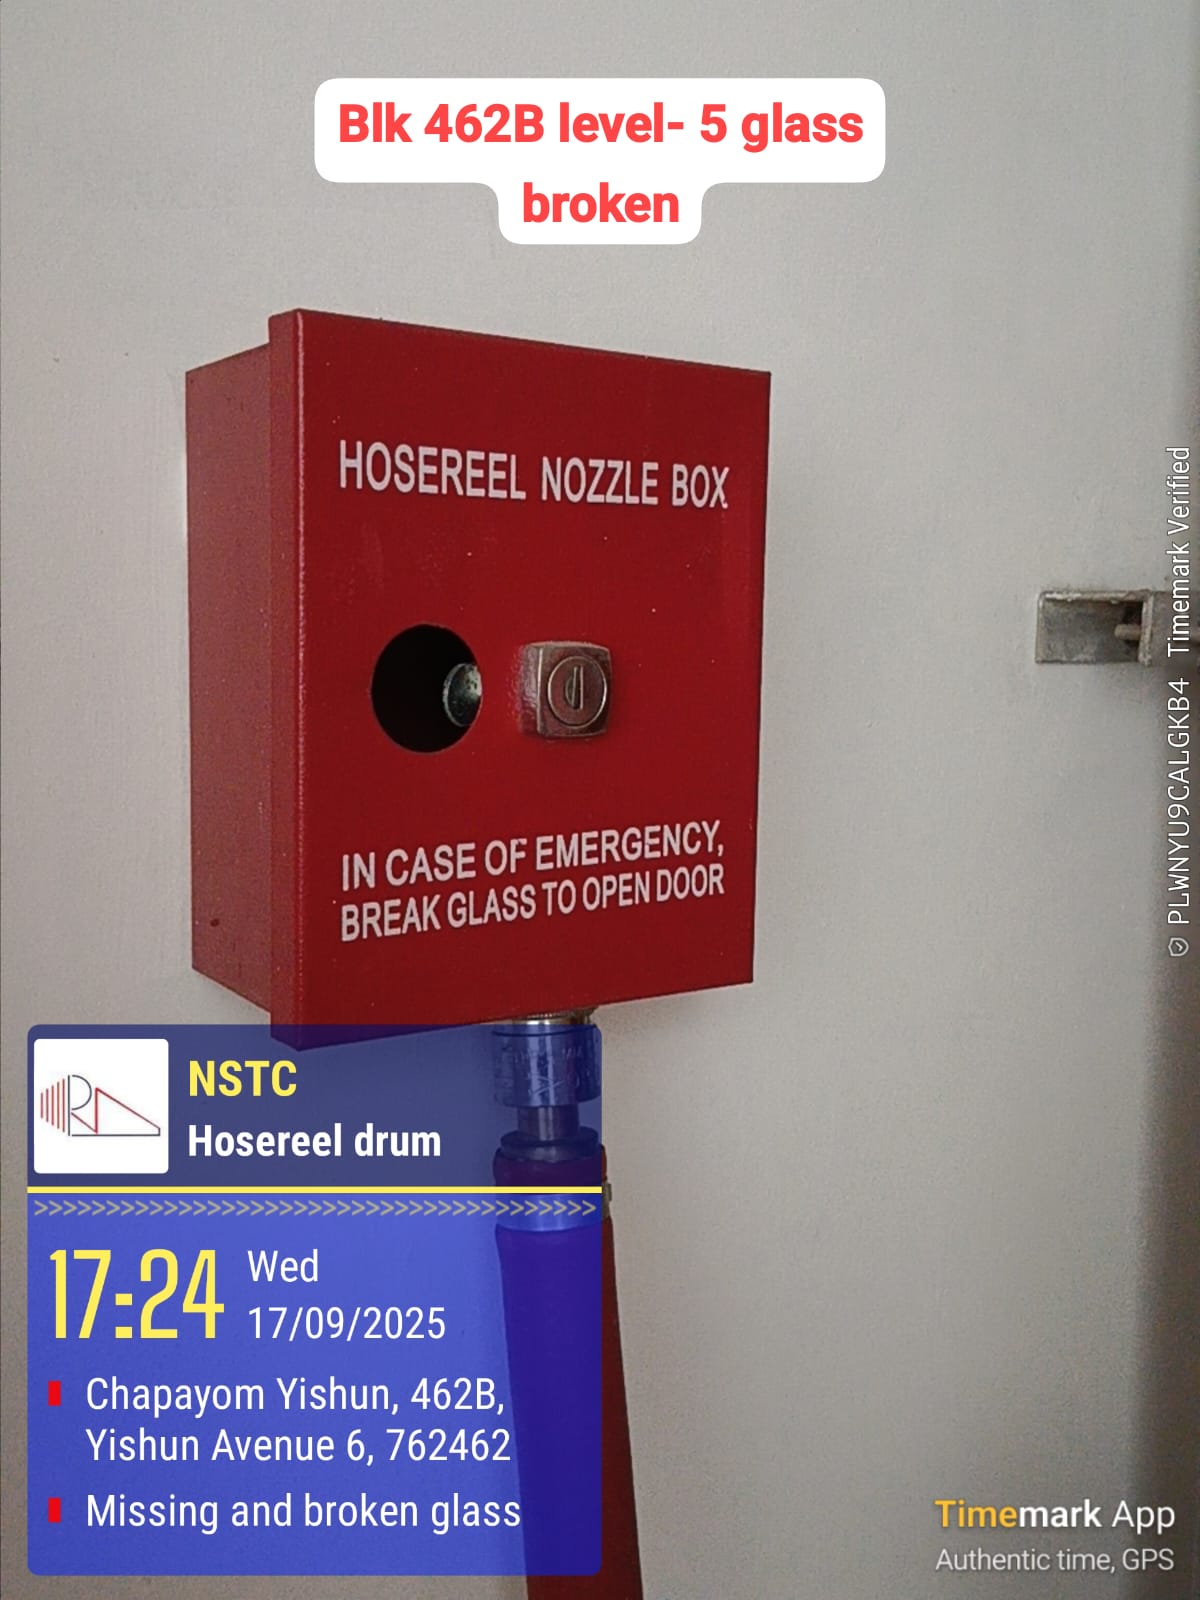 Blk 462B level- 5 glass
broken
HOSEREEL NOZZLE BOX
IN CASE OF EMERGENCY,
BREAK GLASS TO OPEN DOOR
NSTC
Hosereel drum
>>>>>>>>>>>>>>>>>>>>>>>>>>>>>>>>>>>>>>>
17:24
Wed
17/09/2025
Chapayom Yishun, 462B,
Yishun Avenue 6, 762462
Missing and broken glass
PLWNYU9CALGKB4 Timemark Verified
Timemark App
Authentic time, GPS